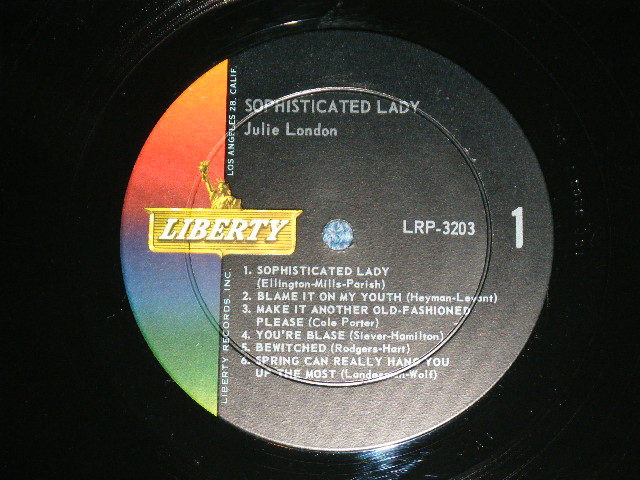 SOPHISTICATED LADY
Julie London
LOS ANGELES 28, CALIF.
LIBERTY
LRP-3203
1
1. SOPHISTICATED LADY
(Ellington-Mills-Parish)
2. BLAME IT ON MY YOUTH (Heyman-Levant)
3. MAKE IT ANOTHER OLD-FASHIONED
PLEASE (Cole Porter)
4. YOU'RE BLASE (Siever-Hamilton)
5. BEWITCHED (Rodgers-Hart)
6. SPRING CAN REALLY HANG YOU
UP THE MOST (Landesman-Wolf)
LIBERTY RECORDS, INC.